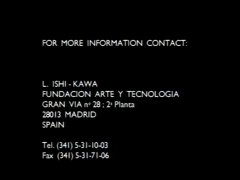 FOR MORE INFORMATION CONTACT:
L. ISHI - KAWA
FUNDACION ARTE Y TECNOLOGIA
GRAN VIA nº 28 ; 2ª Planta
28013 MADRID
SPAIN
Tel. (341) 5-31-10-03
Fax (341) 5-31-71-06